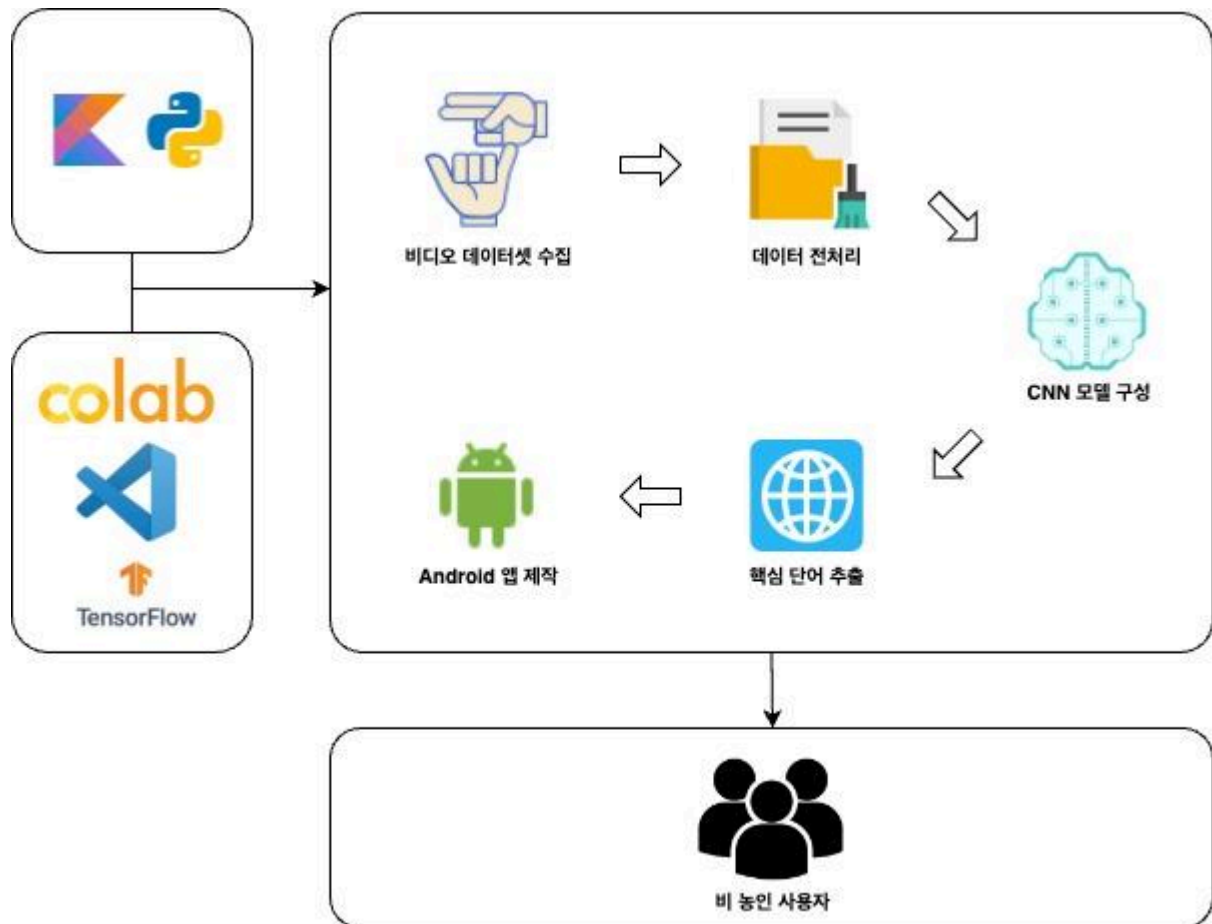 비디오 데이터셋 수집
데이터 전처리
CNN 모델 구성
colab
TensorFlow
Android 앱 제작
핵심 단어 추출
비 농인 사용자